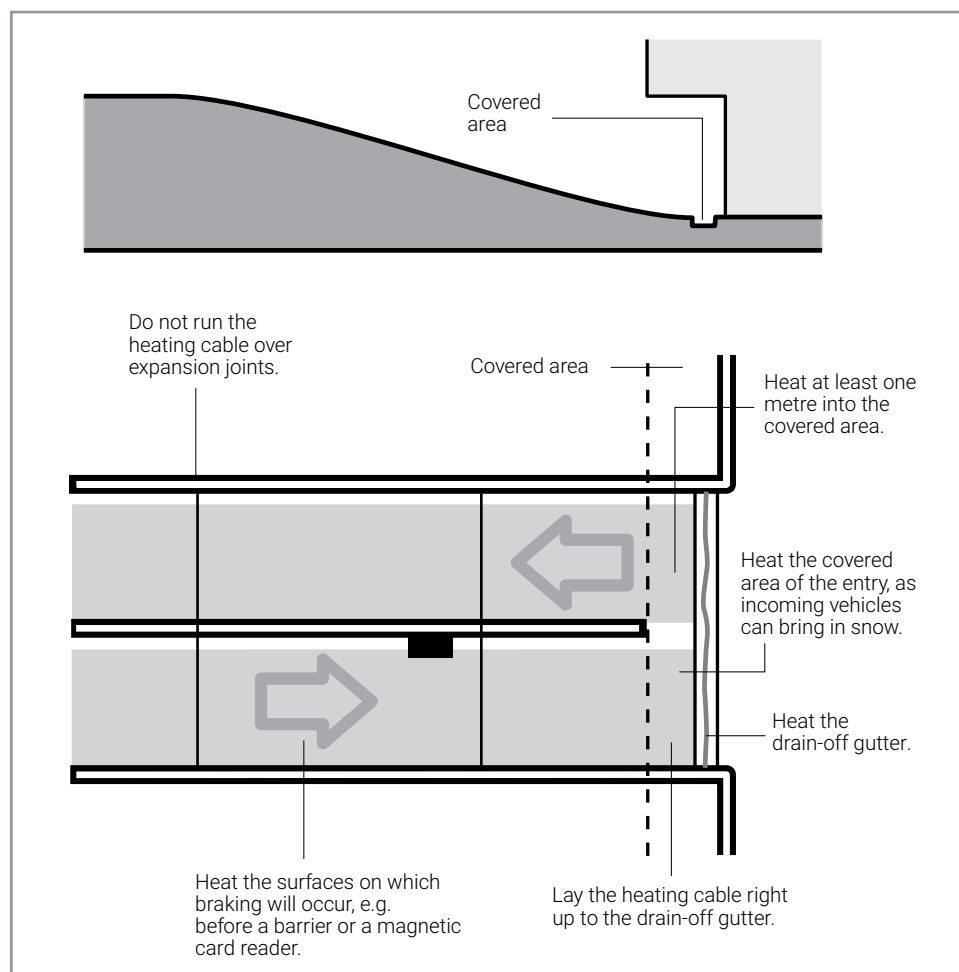 Covered
area
Do not run the
heating cable over
expansion joints.
Covered area
Heat at least one
metre into the
covered area.
Heat the covered
area of the entry, as
incoming vehicles
can bring in snow.
Heat the
drain-off gutter.
Heat the surfaces on which
braking will occur, e.g.
before a barrier or a magnetic
card reader.
Lay the heating cable right
up to the drain-off gutter.